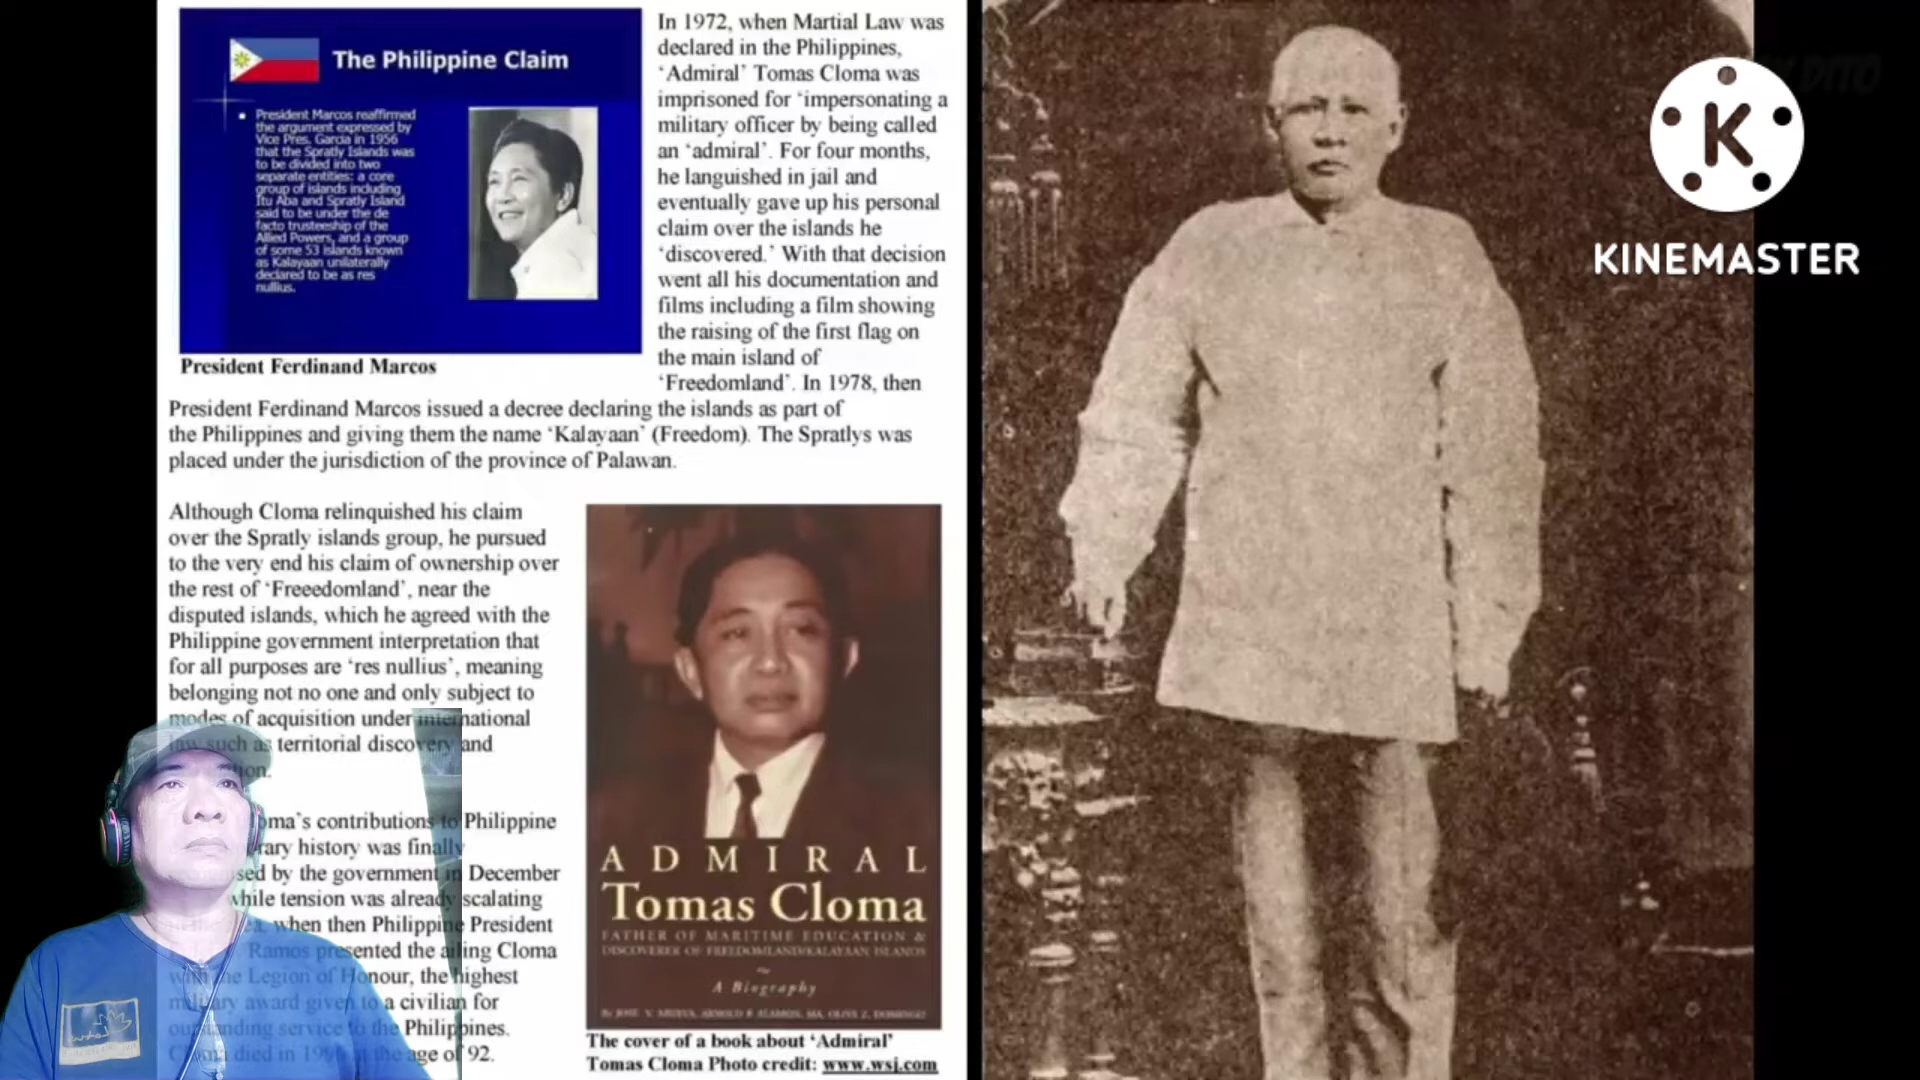 The Philippine Claim
President Marcos reaffirmed
the argument expressed by
Vice Pres. Garcia in 1956
that the Spratly Islands was
to be divided into two
separate entities: a core
group of islands including
Itu Aba and Spratly Island
said to be under the de
facto trusteeship of the
Allied Powers, and a group
of some 53 islands known
as Kalayaan unilaterally
declared to be as res
nullius.
President Ferdinand Marcos
In 1972, when Martial Law was
declared in the Philippines,
‘Admiral’ Tomas Cloma was
imprisoned for ‘impersonating a
military officer by being called
an ‘admiral’. For four months,
he languished in jail and
eventually gave up his personal
claim over the islands he
‘discovered.’ With that decision
went all his documentation and
films including a film showing
the raising of the first flag on
the main island of
‘Freedomland’. In 1978, then
President Ferdinand Marcos issued a decree declaring the islands as part of
the Philippines and giving them the name ‘Kalayaan’ (Freedom). The Spratlys was
placed under the jurisdiction of the province of Palawan.
Although Cloma relinquished his claim
over the Spratly islands group, he pursued
to the very end his claim of ownership over
the rest of ‘Freeedomland’, near the
disputed islands, which he agreed with the
Philippine government interpretation that
for all purposes are ‘res nullius’, meaning
belonging not no one and only subject to
modes of acquisition under international
law such as territorial discovery and
contributions to Philippine
history was finally
by the government in December
while tension was already scalating
when then Philippine President
Ramos presented the ailing Cloma
with the Legion of Honour, the highest
military award given to a civilian for
outstanding service to the Philippines.
Cloma died in at the age of 92.
ADMIRAL
Tomas Cloma
FATHER OF MARITIME EDUCATION &
DISCOVERER OF FREEDOMLAND/KALAYAAN ISLANDS
A Biography
The cover of a book about ‘Admiral’
Tomas Cloma Photo credit: www.wsj.com
K
KINEMASTER